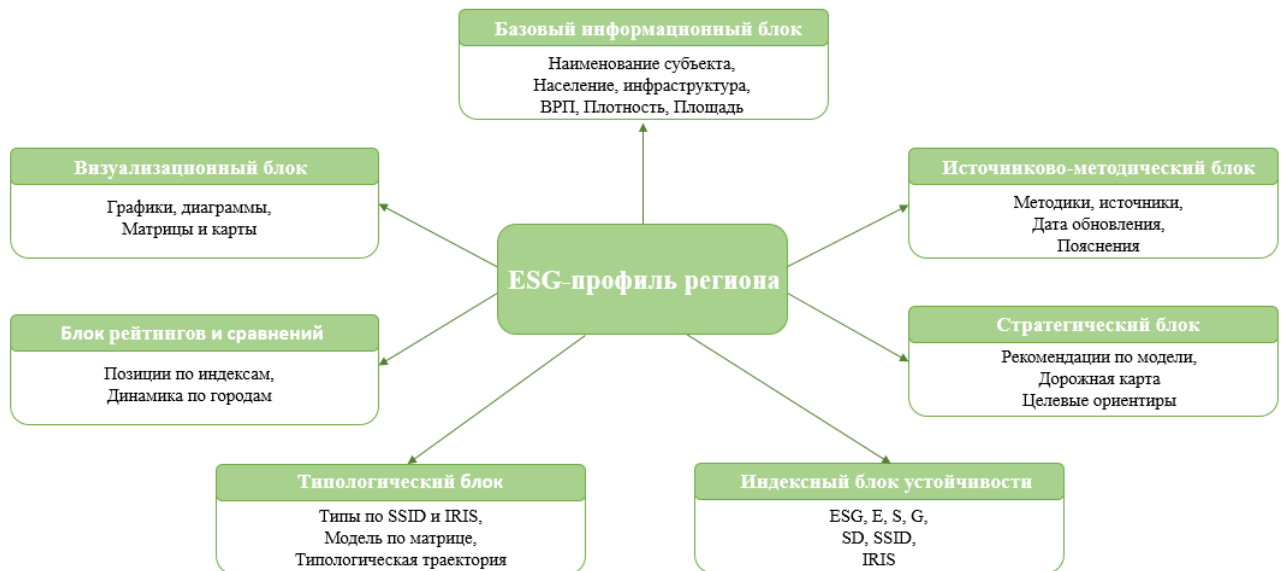 Базовый информационный блок
Наименование субъекта,
Население, инфраструктура,
ВРП, Плотность, Площадь
Визуализационный блок
Графики, диаграммы,
Матрицы и карты
Источниково-методический блок
Методики, источники,
Дата обновления,
Пояснения
ESG-профиль региона
Блок рейтингов и сравнений
Позиции по индексам,
Динамика по городам
Стратегический блок
Рекомендации по модели,
Дорожная карта
Целевые ориентиры
Типологический блок
Типы по SSID и IRIS,
Модель по матрице,
Типологическая траектория
Индексный блок устойчивости
ESG, E, S, G,
SD, SSID,
IRIS